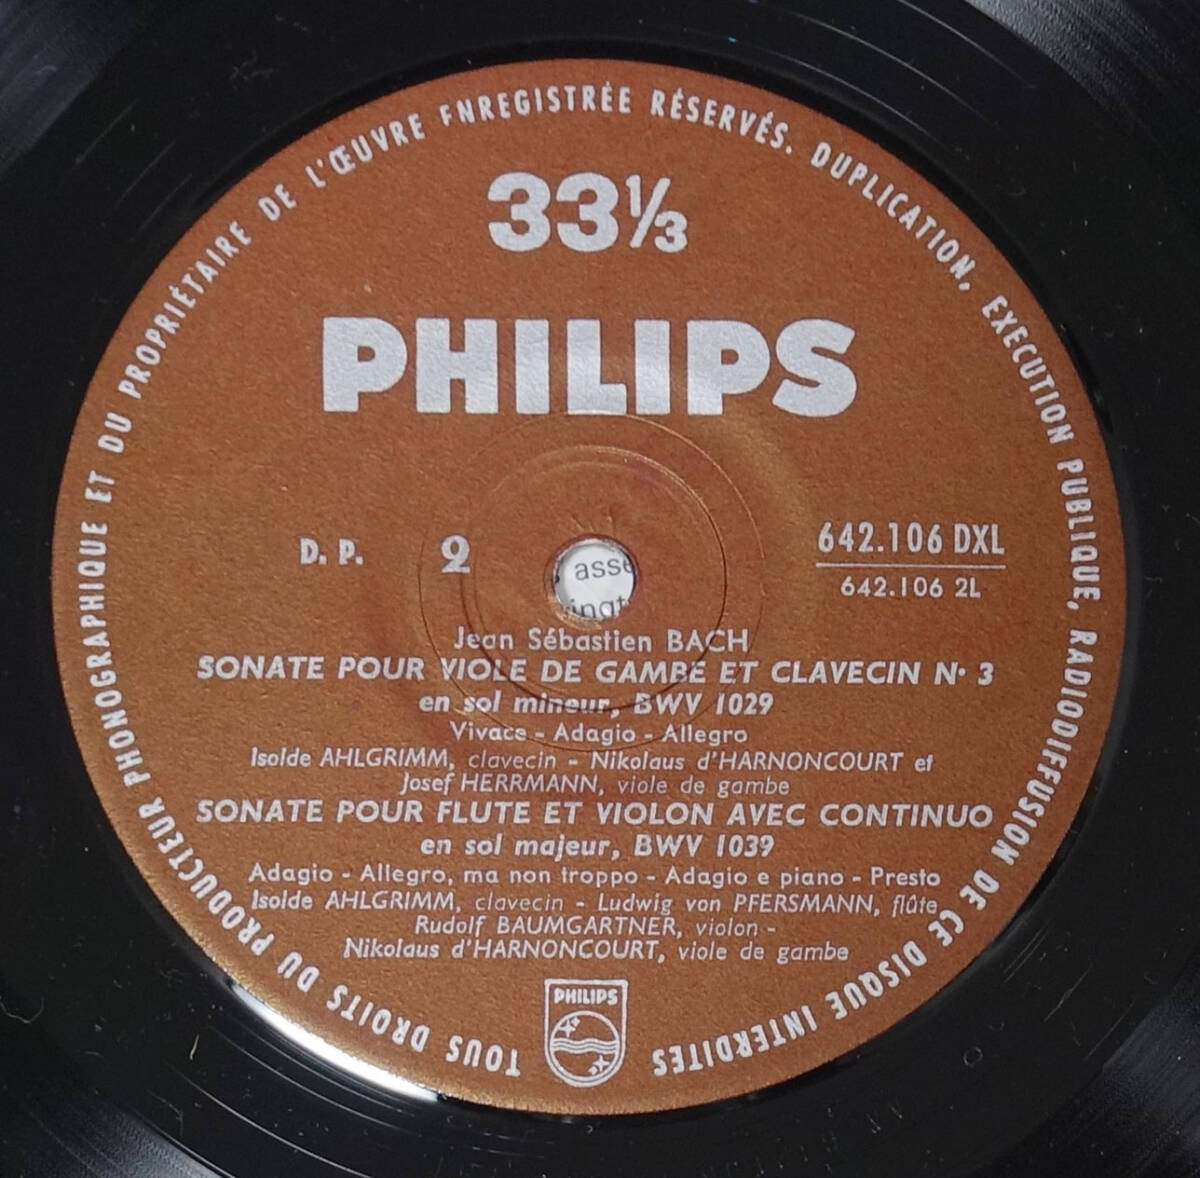 TOUS DROITS DU PRODUCTEUR PHONOGRAPHIQUE ET DU PROPRIÉTAIRE DE L'ŒUVRE ENREGISTRÉE RÉSERVÉS. DUPLICATION, EXÉCUTION PUBLIQUE, RADIODIFFUSION DE CE DISQUE INTERDITES
33⅓
PHILIPS
D. P. 2
642.106 DXL
642.106 2L
asse
ingt
Jean Sébastien BACH
SONATE POUR VIOLE DE GAMBE ET CLAVECIN N• 3
en sol mineur, BWV 1029
Vivace - Adagio - Allegro
Isolde AHLGRIMM, clavecin - Nikolaus d'HARNONCOURT et
Josef HERRMANN, viole de gambe
SONATE POUR FLUTE ET VIOLON AVEC CONTINUO
en sol majeur, BWV 1039
Adagio - Allegro, ma non troppo - Adagio e piano - Presto
Isolde AHLGRIMM, clavecin - Ludwig von PFERSMANN, flûte
Rudolf BAUMGARTNER, violon -
Nikolaus d'HARNONCOURT, viole de gambe
PHILIPS